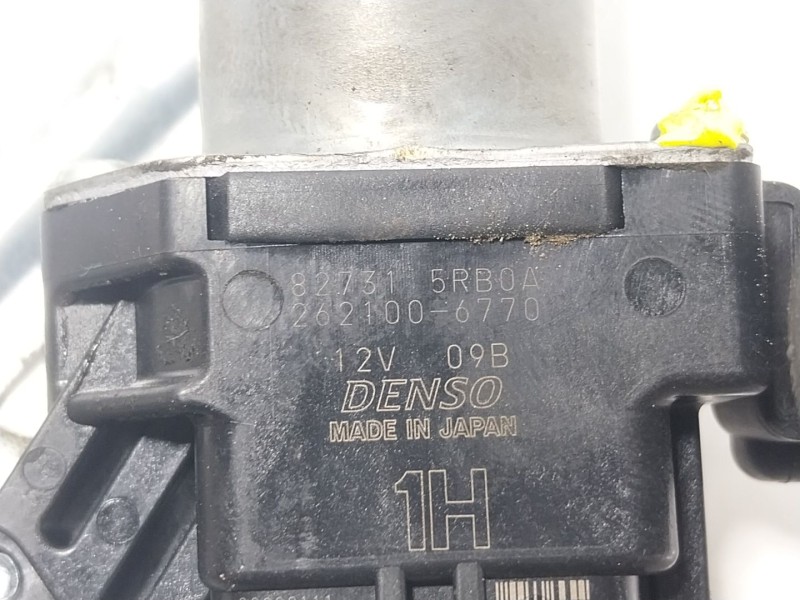 82731 5RB0A
262100-6770
12V 09B
DENSO
MADE IN JAPAN
1H